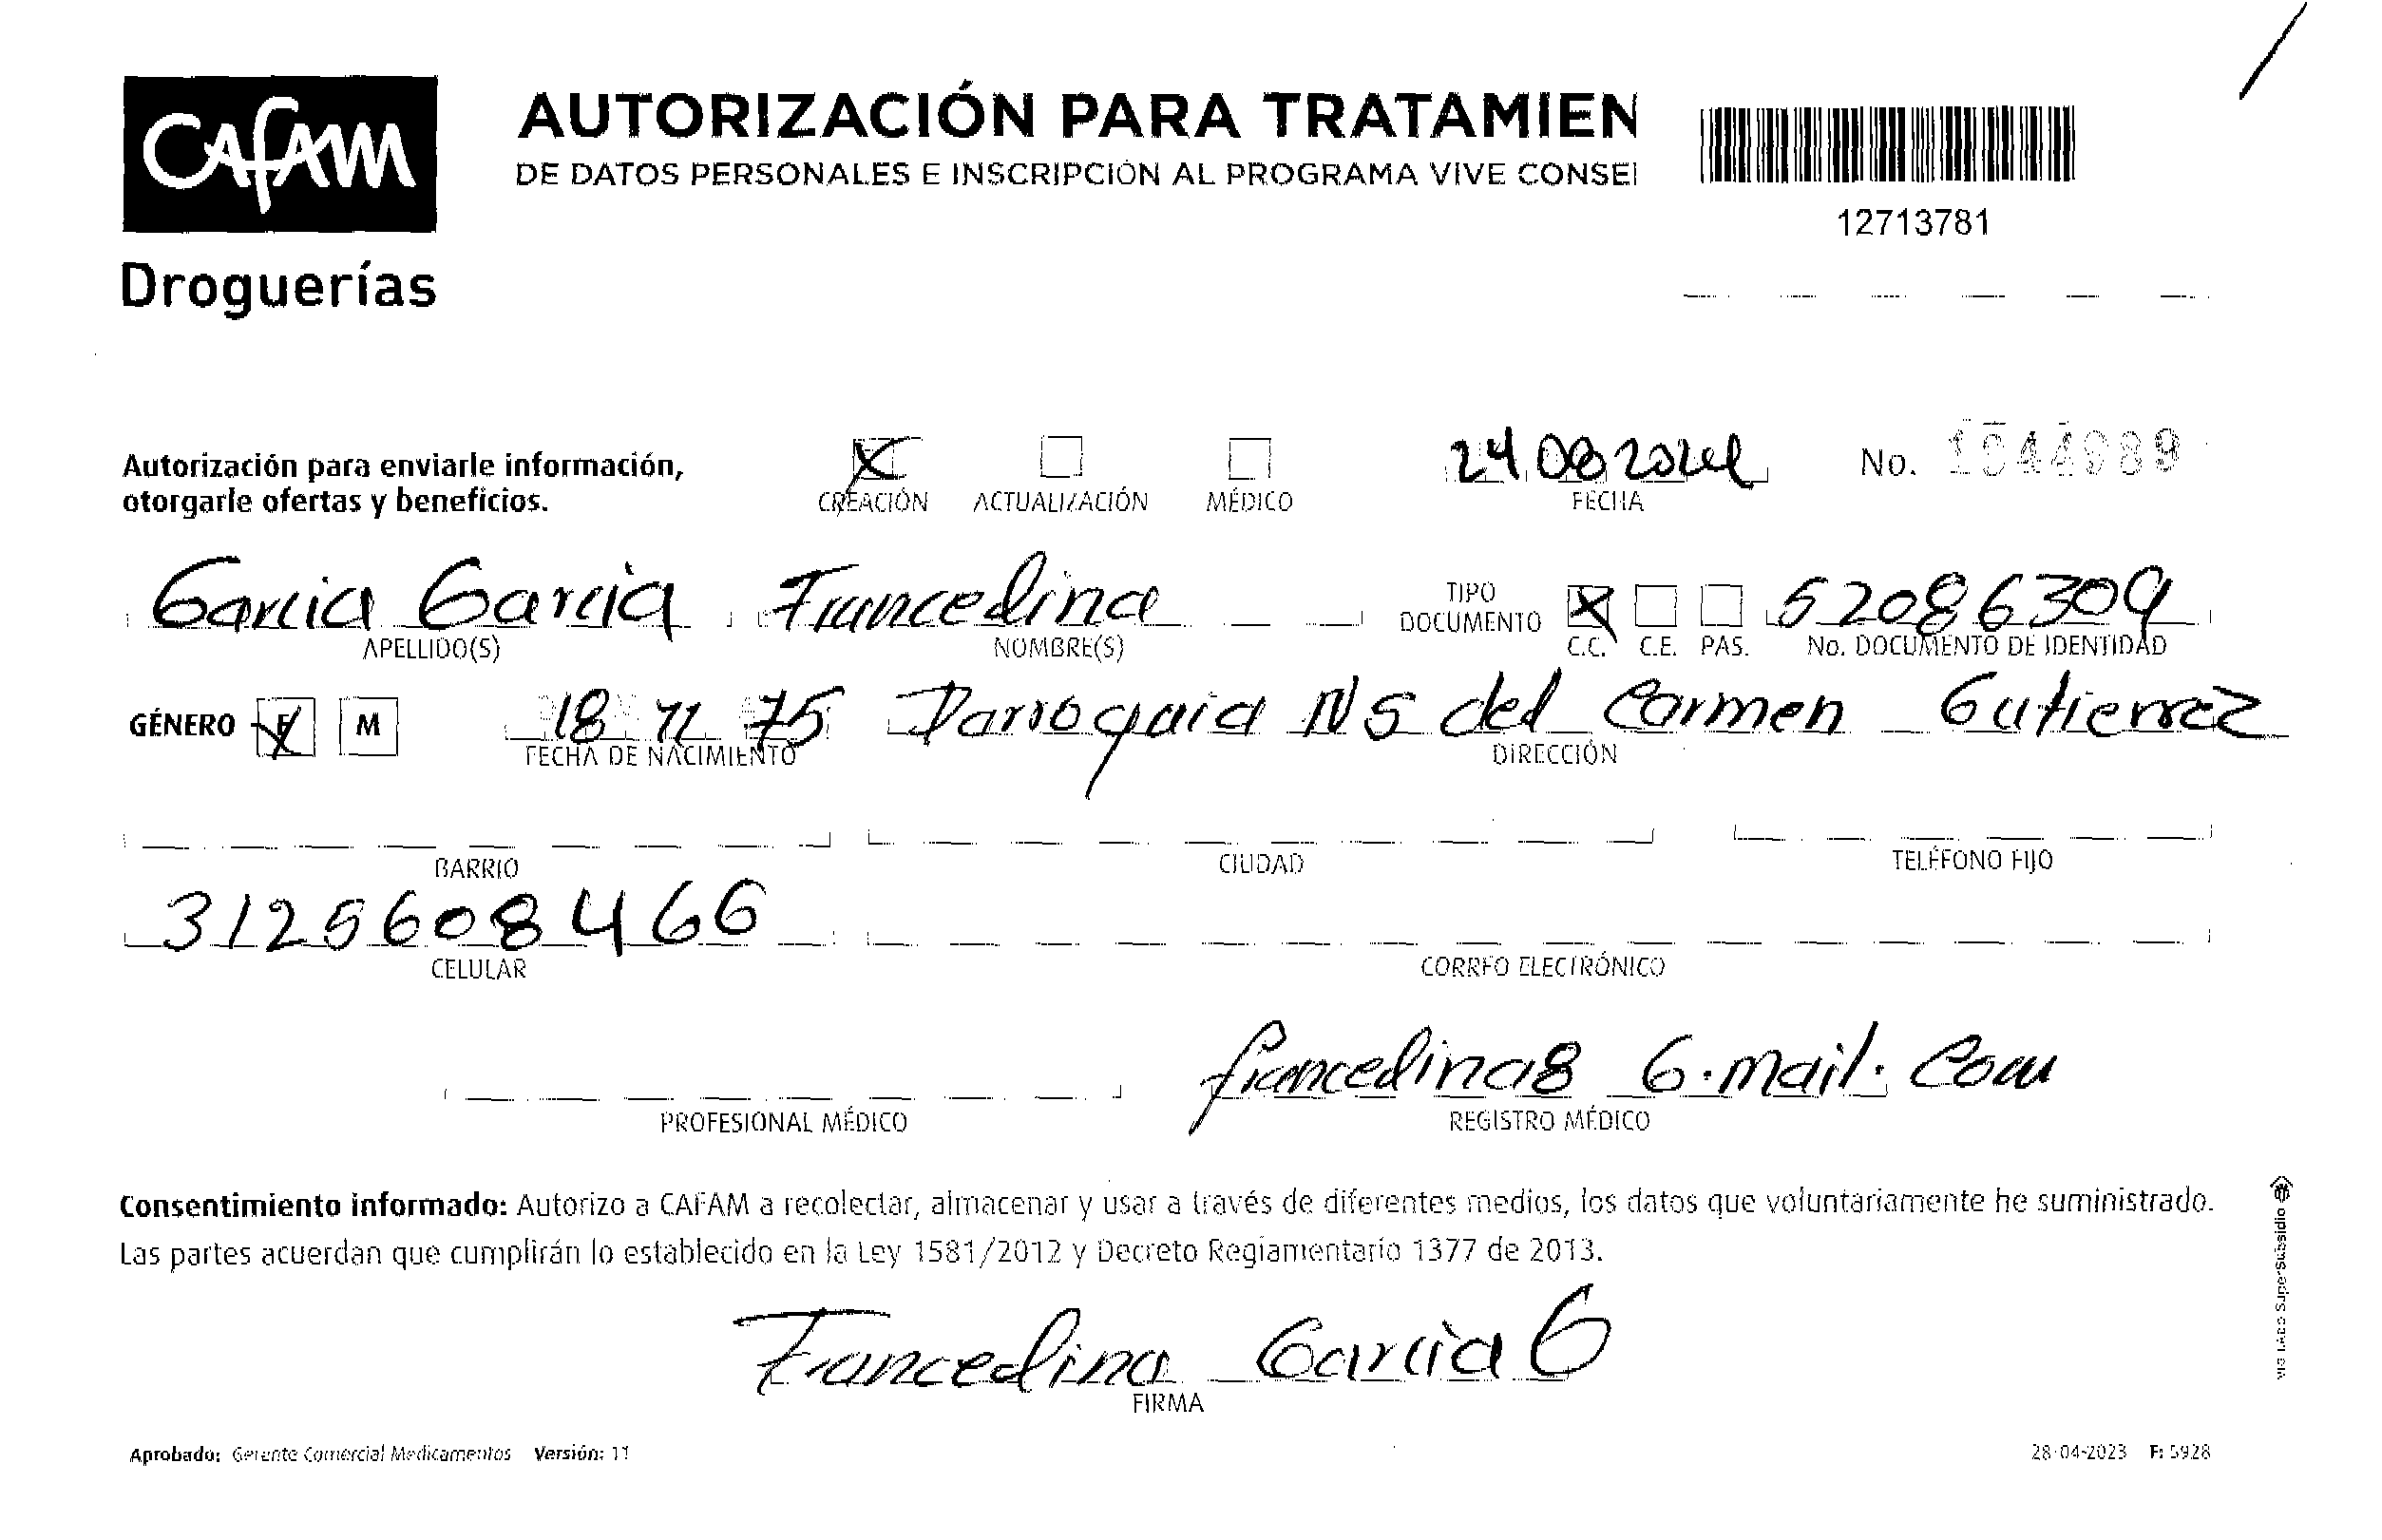 CAFAM
Droguerías
AUTORIZACIÓN PARA TRATAMIEN
DE DATOS PERSONALES E INSCRIPCIÓN AL PROGRAMA VIVE CONSEI
12713781
Autorización para enviarle información,
otorgarle ofertas y beneficios.
CREACIÓN ACTUALIZACIÓN MÉDICO
24 08 2024
FECHA
No. 1944989
Garcia Garcia Francedina
APELLIDO(S) NOMBRE(S)
TIPO DOCUMENTO
C.C. C.E. PAS.
52086309
No. DOCUMENTO DE IDENTIDAD
GÉNERO F M
18 11 75 Parroquia NS del Carmen Gutierrez
FECHA DE NACIMIENTO DIRECCIÓN
BARRIO CIUDAD TELÉFONO FIJO
3125608466
CELULAR CORREO ELECTRÓNICO
francedina8 G.mail.Com
PROFESIONAL MÉDICO REGISTRO MÉDICO
Consentimiento informado: Autorizo a CAFAM a recolectar, almacenar y usar a través de diferentes medios, los datos que voluntariamente he suministrado.
Las partes acuerdan que cumplirán lo establecido en la Ley 1581/2012 y Decreto Reglamentario 1377 de 2013.
Francedina Garcia G
FIRMA
Aprobado: Gerente Comercial Medicamentos Versión: 11
28-04-2023 F: 5928
VIGILADO SuperSubsidio